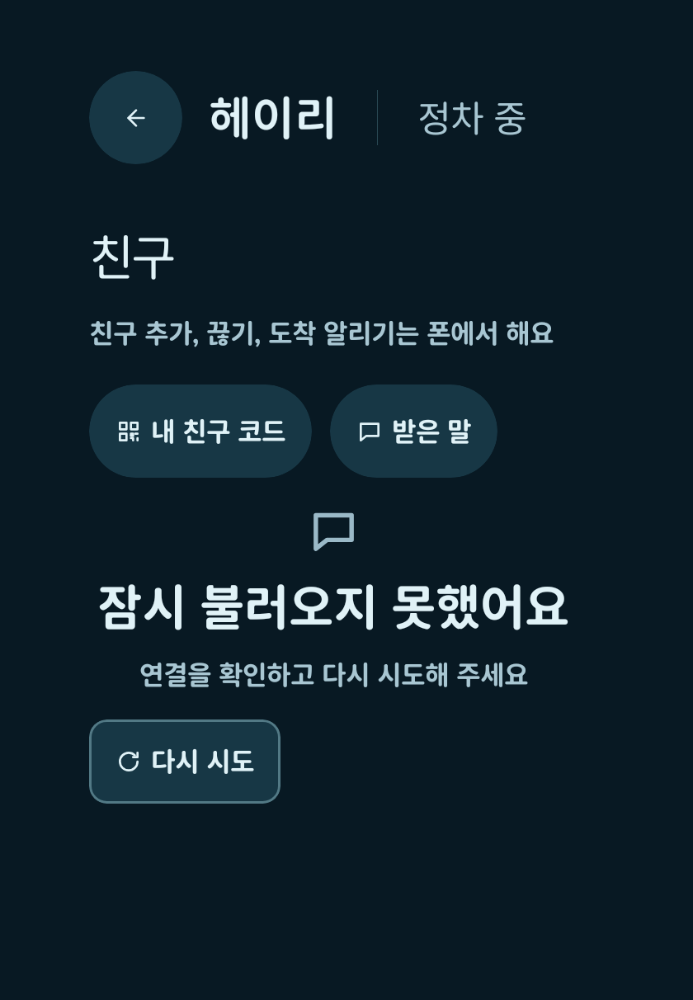 헤이리
정차 중
친구
친구 추가, 끊기, 도착 알리기는 폰에서 해요
내 친구 코드
받은 말
잠시 불러오지 못했어요
연결을 확인하고 다시 시도해 주세요
다시 시도